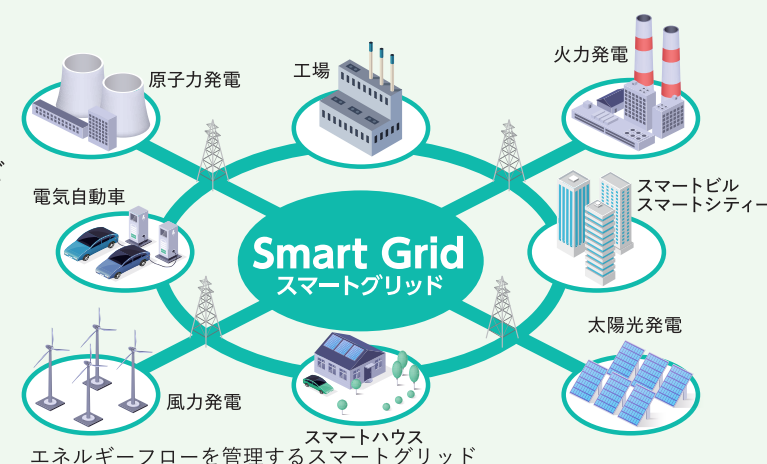 原子力発電
工場
火力発電
電気自動車
スマートビル
スマートシティー
Smart Grid
スマートグリッド
太陽光発電
風力発電
スマートハウス
エネルギーフローを管理するスマートグリッド